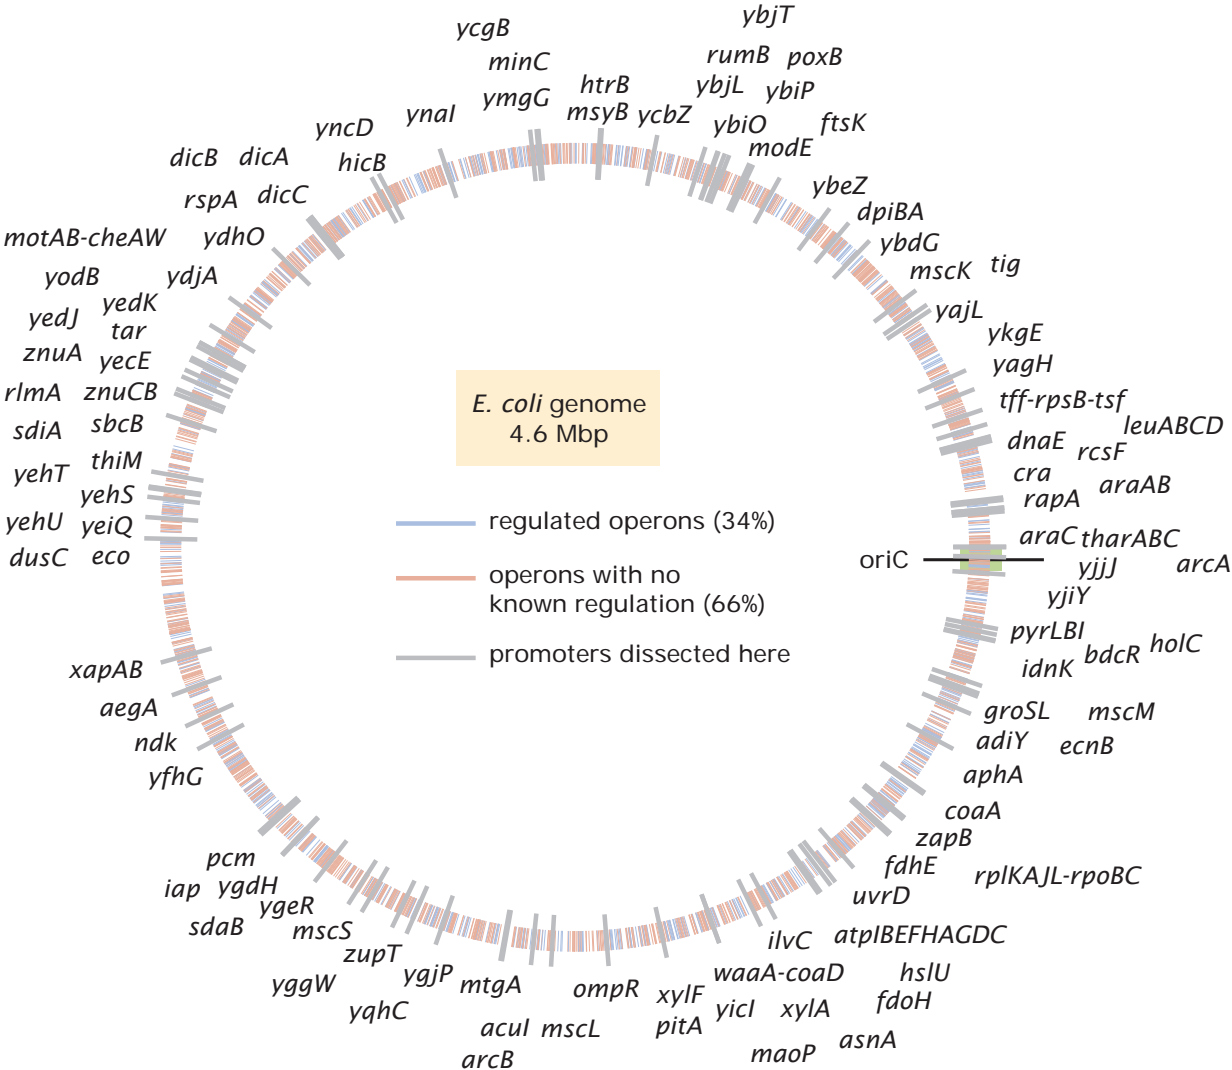 ycgB
ybjT
minC
rumB poxB
ymgG
htrB
ybjL ybiP
msyB ycbZ
ynaI
yncD
ybiO ftsK
modE
dicB dicA
hicB
rspA dicC
ybeZ
dpiBA
motAB-cheAW ydhO
ybdG
yodB ydjA
mscK tig
yedK
yedJ
tar
yajL
znuA yecE
ykgE
rlmA znuCB
yagH
sdiA sbcB
tff-rpsB-tsf
leuABCD
yehT thiM
dnaE rcsF
yehS
cra
rapA araAB
yehU yeiQ
dusC eco
araC tharABC
yjjJ arcA
yjiY
E. coli genome
4.6 Mbp
regulated operons (34%)
operons with no
known regulation (66%)
promoters dissected here
oriC
pyrLBI
bdcR holC
idnK
xapAB
aegA
ndk
yfhG
groSL mscM
adiY ecnB
aphA
coaA
zapB
fdhE rplKAJL-rpoBC
uvrD
pcm
iap ygdH
ygeR
sdaB mscS
zupT
yggW
ygjP
yqhC
mtgA
acuI mscL
arcB
ompR
xylF
pitA
ilvC atpIBEFHAGDC
waaA-coaD hslU
yicI xylA fdoH
maoP asnA